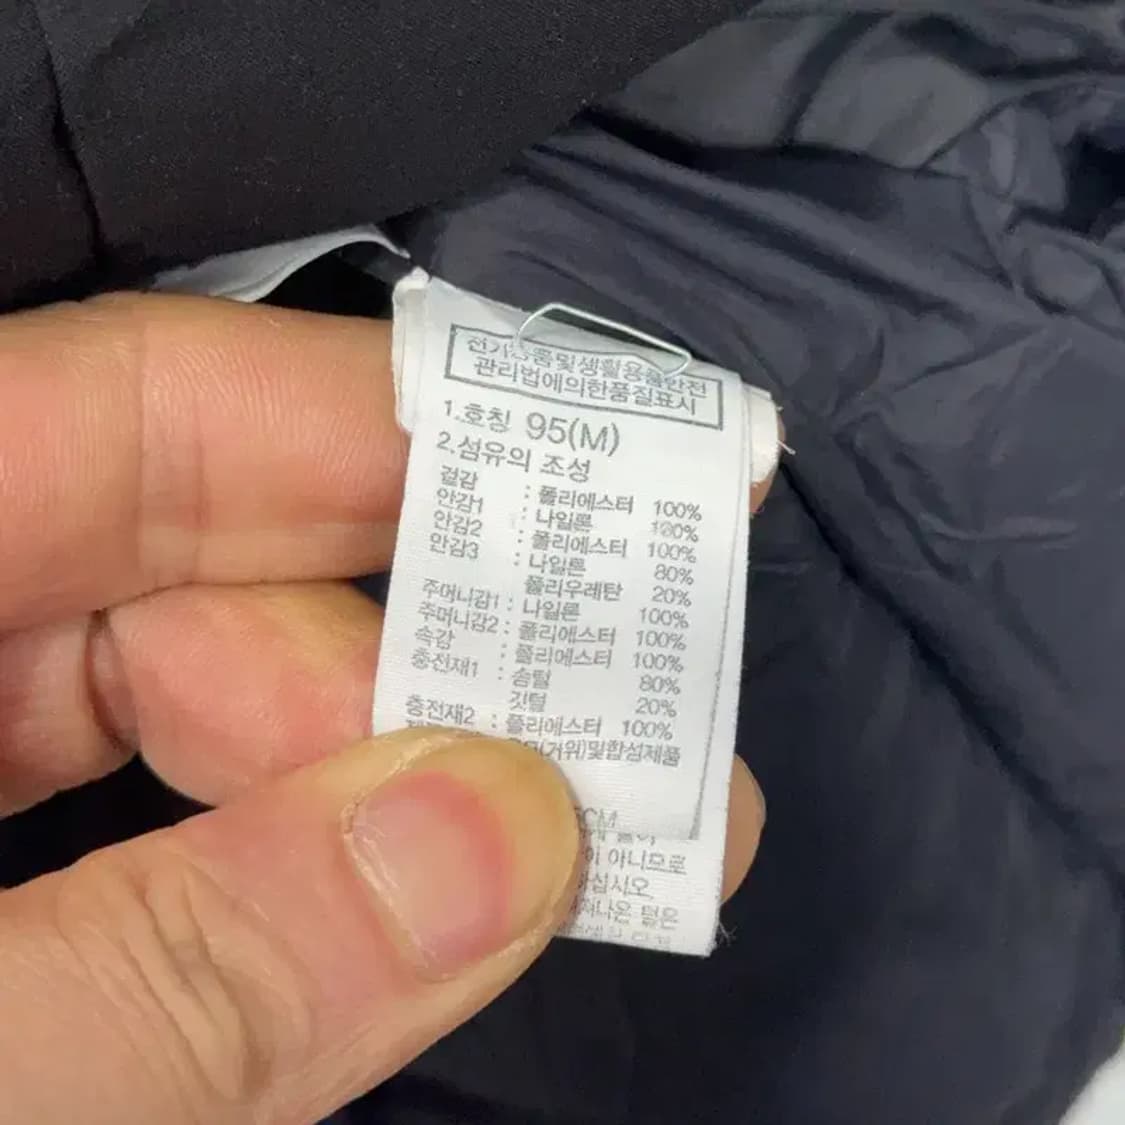 전기용품및생활용품안전
관리법에의한품질표시
1.호칭 95(M)
2.섬유의 조성
겉감 : 폴리에스터 100%
안감1 : 나일론 100%
안감2 : 폴리에스터 100%
안감3 : 나일론 80%
폴리우레탄 20%
주머니감1 : 나일론 100%
주머니감2 : 폴리에스터 100%
속감 : 폴리에스터 100%
충전재1 : 솜털 80%
깃털 20%
충전재2 : 폴리에스터 100%
(거위)및합성제품
CM
아니므로
십시오
털은